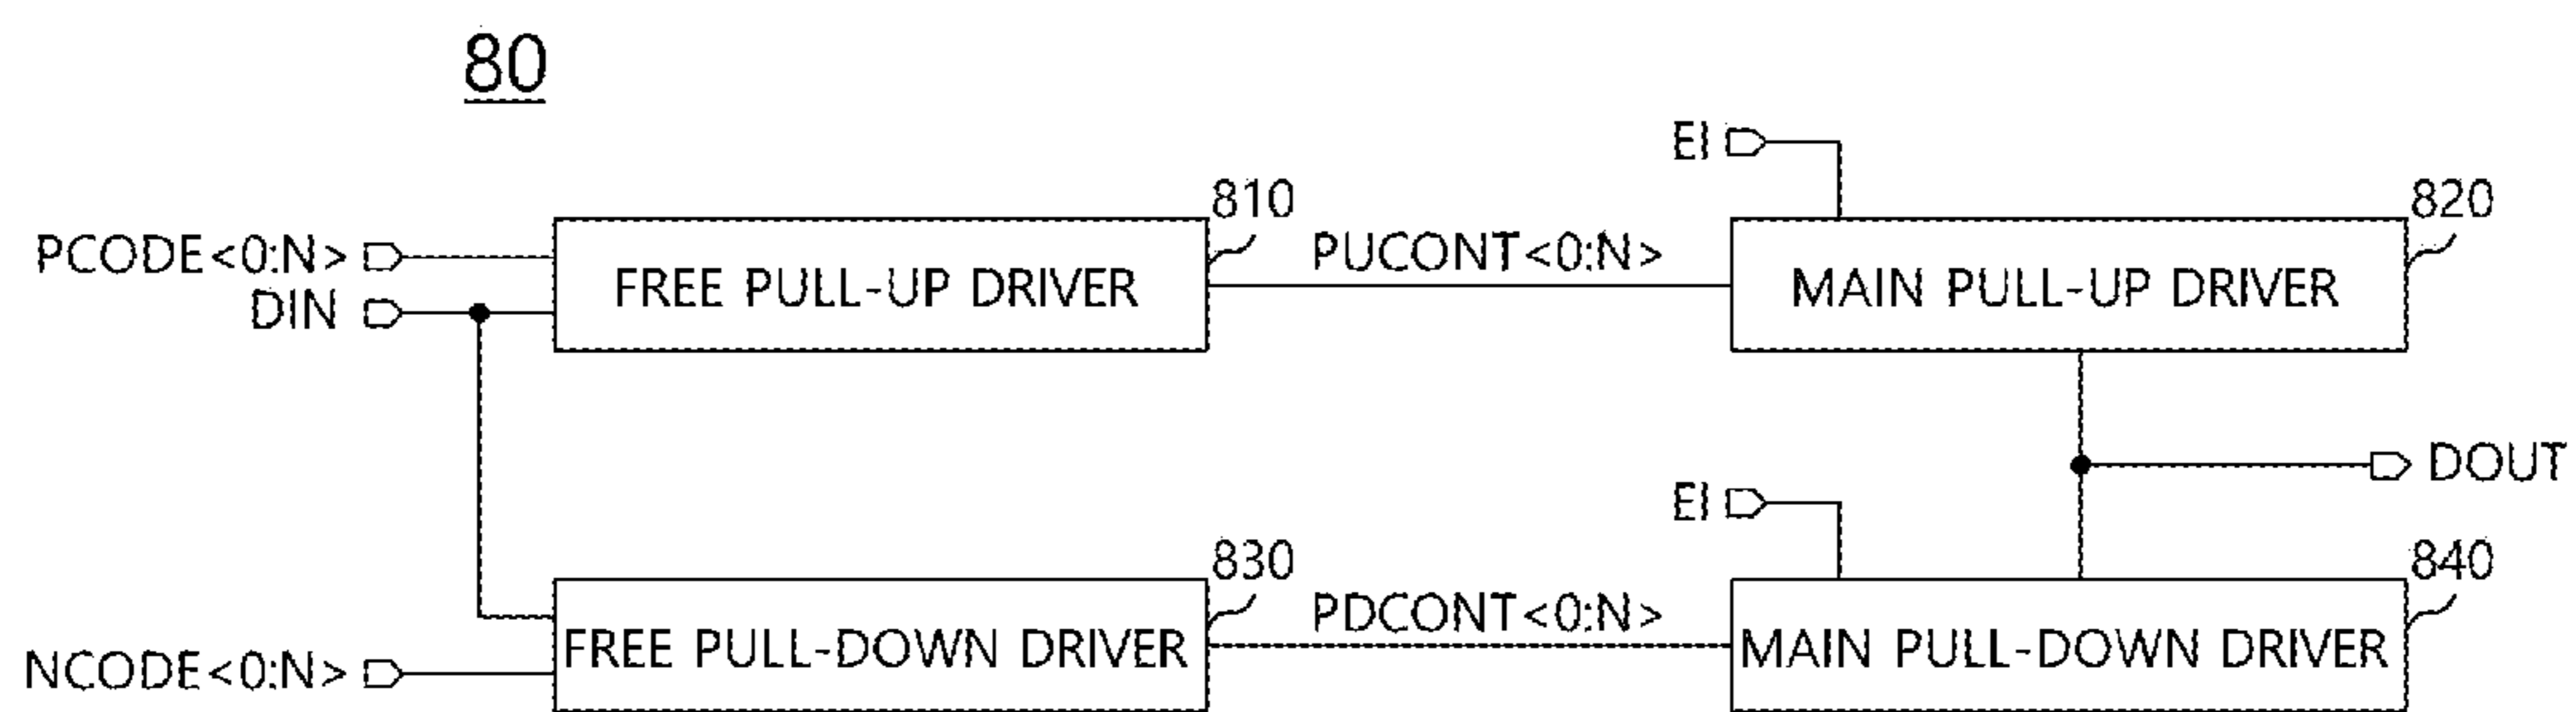 80
EI
810
820
PCODE<0:N>
PUCONT<0:N>
FREE PULL-UP DRIVER
MAIN PULL-UP DRIVER
DIN
DOUT
EI
830
840
PDCONT<0:N>
FREE PULL-DOWN DRIVER
MAIN PULL-DOWN DRIVER
NCODE<0:N>